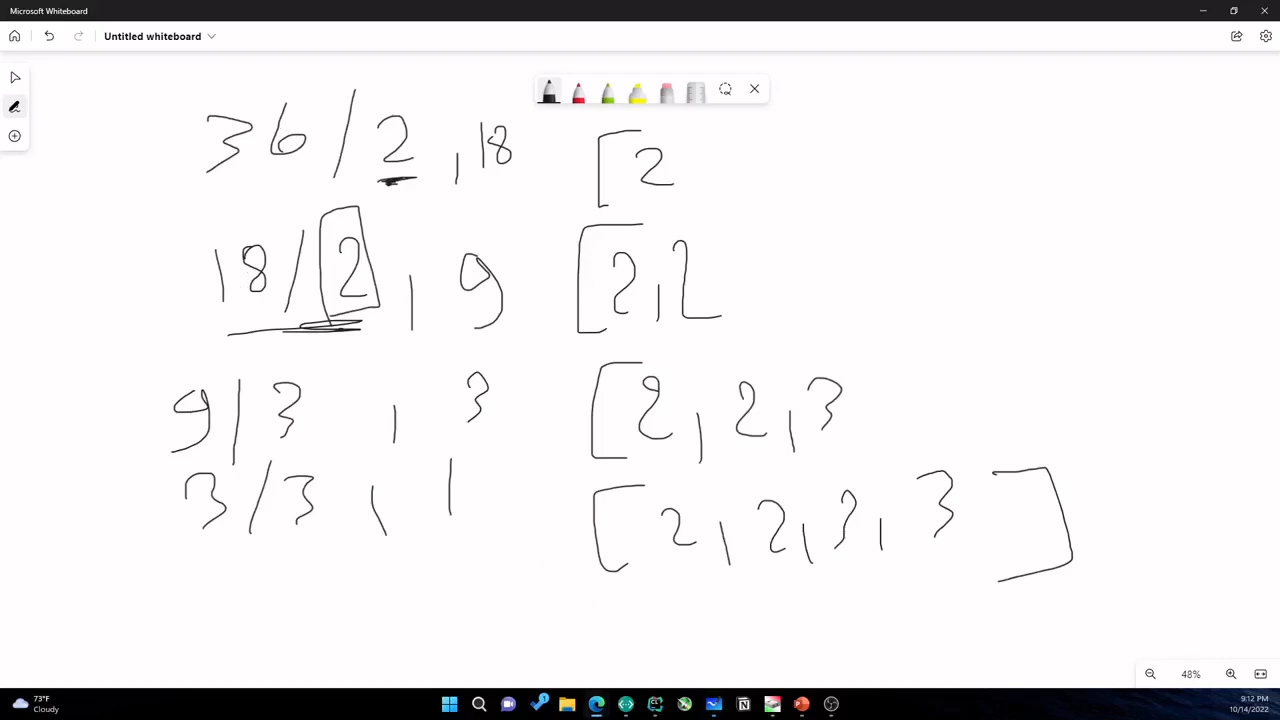 Microsoft Whiteboard
Untitled whiteboard
36/2 ,18 [2
18/2 , 9 [2,2
9/3 , 3 [2,2,3
3/3 , 1 [2,2,3,3]
48%
73°F
Cloudy
1
9:12 PM
10/14/2022